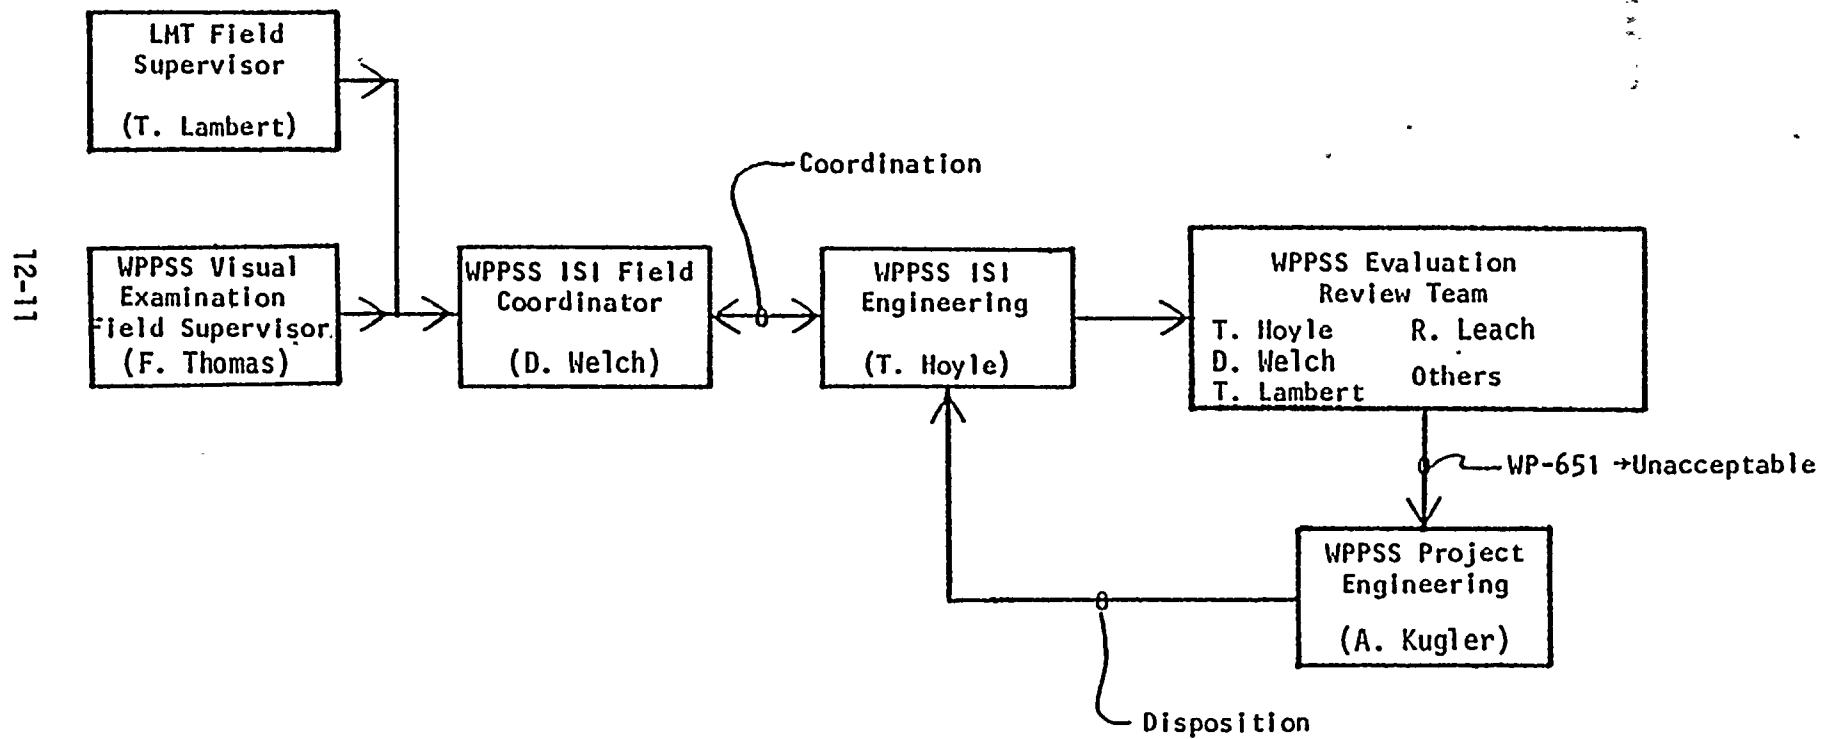 LMT Field
Supervisor
(T. Lambert)
Coordination
12-11
WPPSS Visual
Examination
Field Supervisor
(F. Thomas)
WPPSS ISI Field
Coordinator
(D. Welch)
WPPSS ISI
Engineering
(T. Hoyle)
WPPSS Evaluation
Review Team
T. Hoyle
D. Welch
T. Lambert
R. Leach
Others
WP-651 →Unacceptable
WPPSS Project
Engineering
(A. Kugler)
Disposition